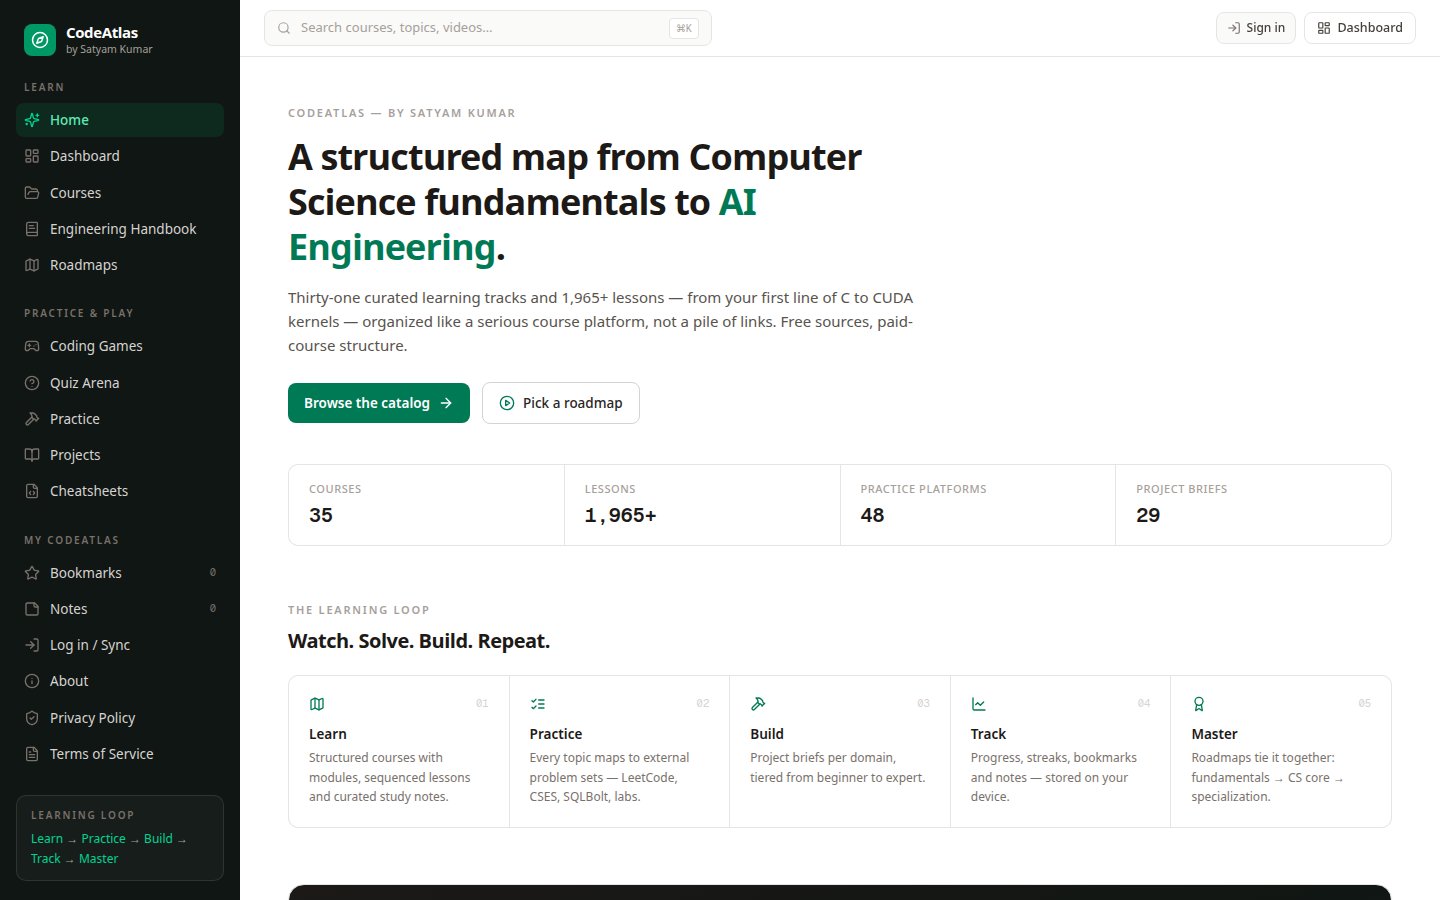 CodeAtlas
by Satyam Kumar
LEARN
Home
Dashboard
Courses
Engineering Handbook
Roadmaps
PRACTICE & PLAY
Coding Games
Quiz Arena
Practice
Projects
Cheatsheets
MY CODEATLAS
Bookmarks 0
Notes 0
Log in / Sync
About
Privacy Policy
Terms of Service
LEARNING LOOP
Learn → Practice → Build →
Track → Master
Search courses, topics, videos...
⌘K
Sign in
Dashboard
CODEATLAS — BY SATYAM KUMAR
A structured map from Computer
Science fundamentals to AI
Engineering.
Thirty-one curated learning tracks and 1,965+ lessons — from your first line of C to CUDA
kernels — organized like a serious course platform, not a pile of links. Free sources, paid-
course structure.
Browse the catalog →
Pick a roadmap
COURSES
35
LESSONS
1,965+
PRACTICE PLATFORMS
48
PROJECT BRIEFS
29
THE LEARNING LOOP
Watch. Solve. Build. Repeat.
01
Learn
Structured courses with
modules, sequenced lessons
and curated study notes.
02
Practice
Every topic maps to external
problem sets — LeetCode,
CSES, SQLBolt, labs.
03
Build
Project briefs per domain,
tiered from beginner to expert.
04
Track
Progress, streaks, bookmarks
and notes — stored on your
device.
05
Master
Roadmaps tie it together:
fundamentals → CS core →
specialization.